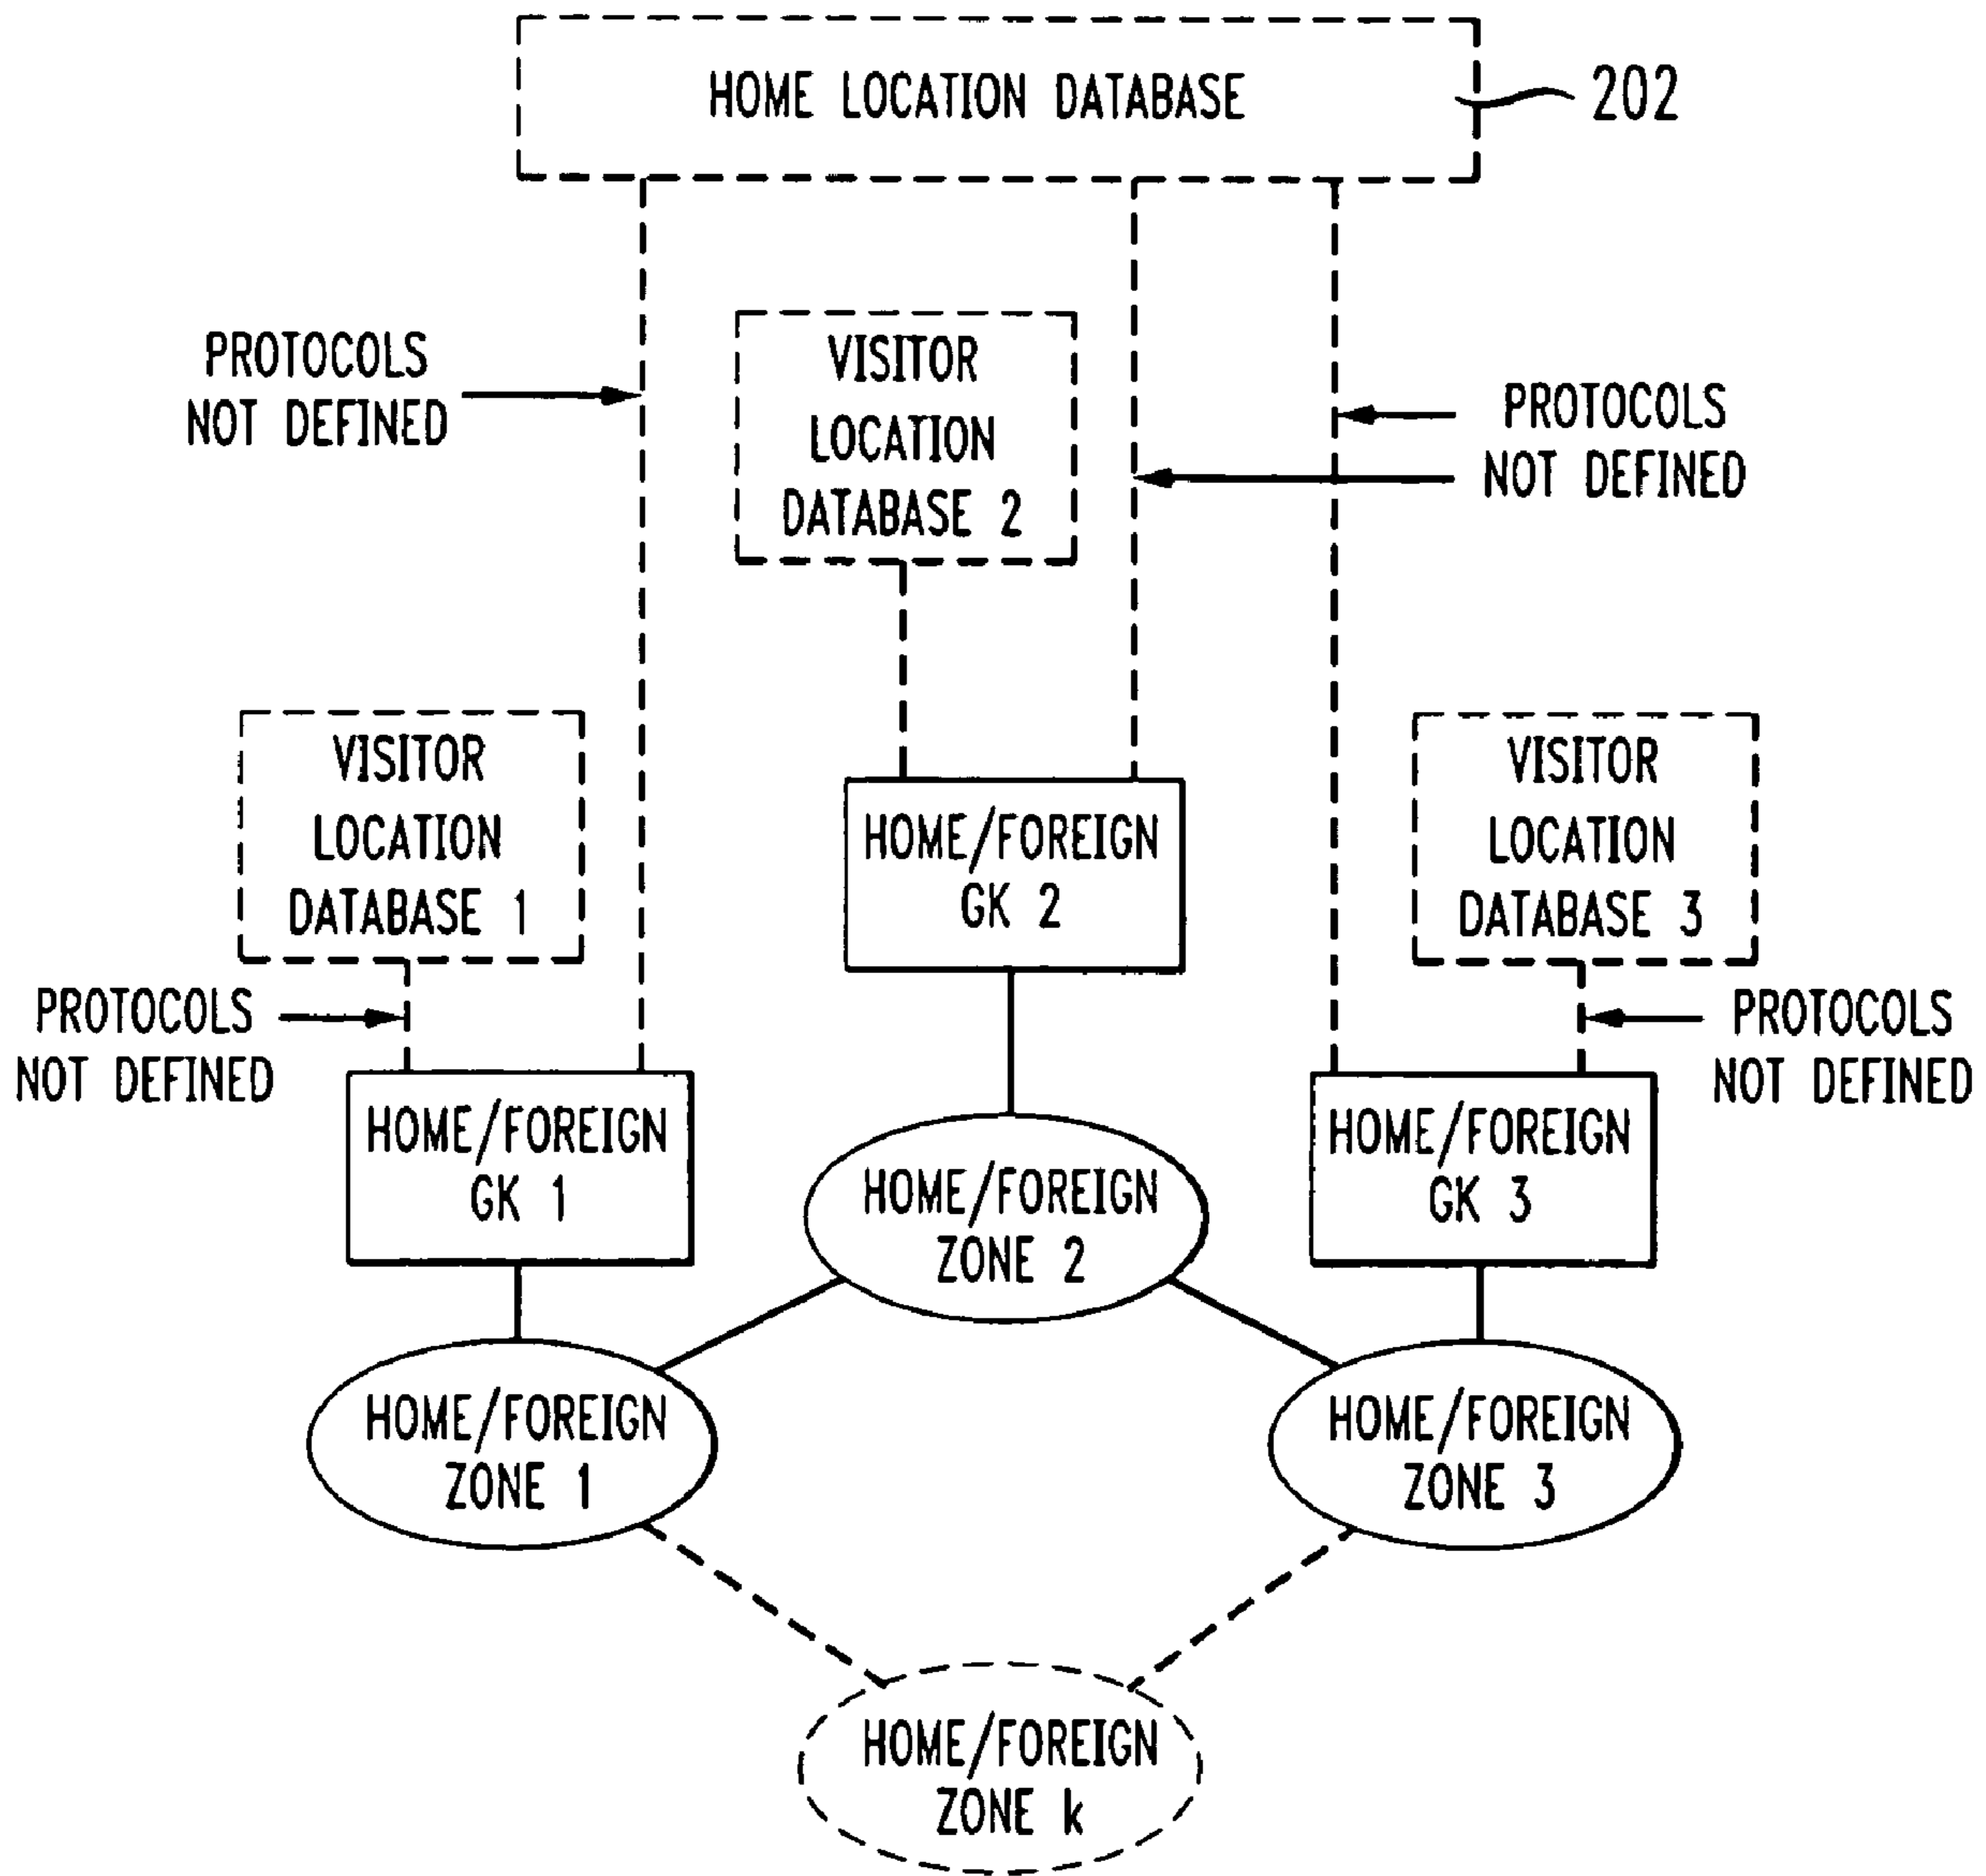 HOME LOCATION DATABASE
202
PROTOCOLS
NOT DEFINED
VISITOR
LOCATION
DATABASE 2
PROTOCOLS
NOT DEFINED
VISITOR
LOCATION
DATABASE 1
HOME/FOREIGN
GK 2
VISITOR
LOCATION
DATABASE 3
PROTOCOLS
NOT DEFINED
PROTOCOLS
NOT DEFINED
HOME/FOREIGN
GK 1
HOME/FOREIGN
ZONE 2
HOME/FOREIGN
GK 3
HOME/FOREIGN
ZONE 1
HOME/FOREIGN
ZONE 3
HOME/FOREIGN
ZONE k